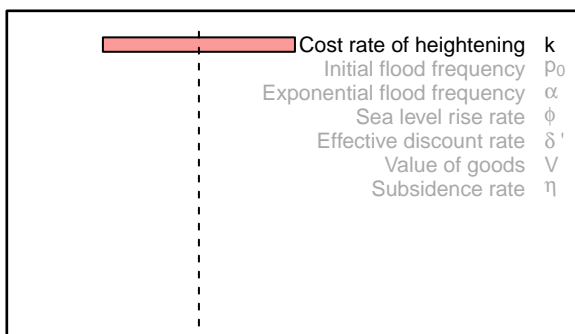 Cost rate of heightening k
Initial flood frequency p₀
Exponential flood frequency α
Sea level rise rate ϕ
Effective discount rate δ '
Value of goods V
Subsidence rate η